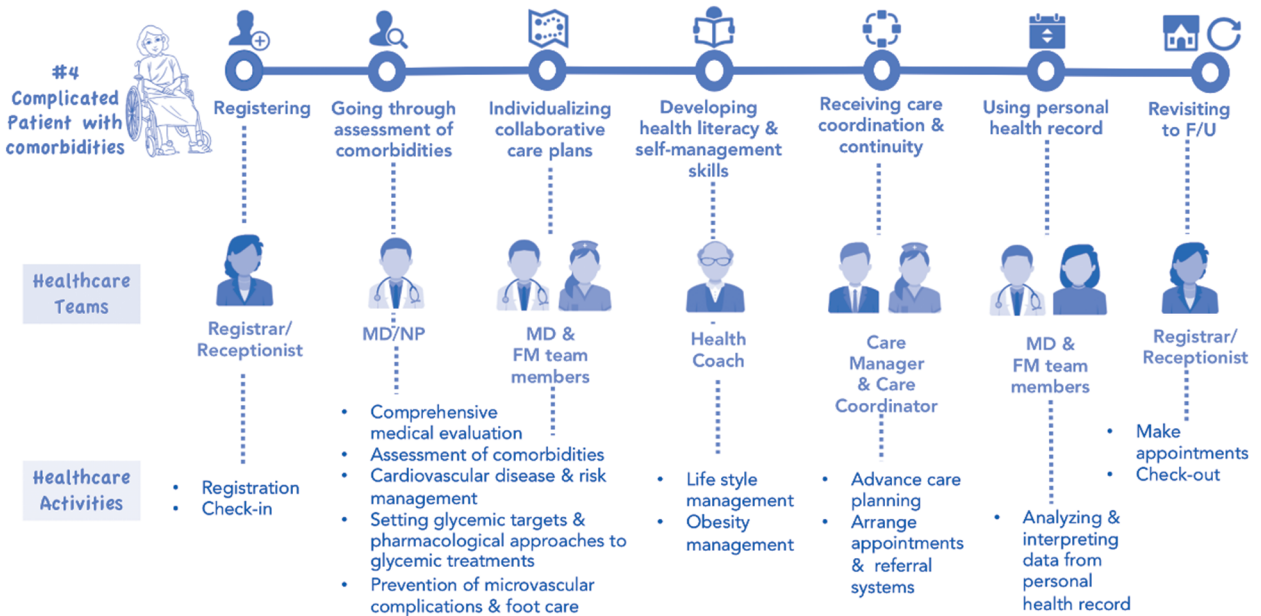 #4
Complicated
Patient with
comorbidities
Registering
Going through
assessment of
comorbidities
Individualizing
collaborative
care plans
Developing
health literacy &
self-management
skills
Receiving care
coordination &
continuity
Using personal
health record
Revisiting
to F/U
Healthcare
Teams
Registrar/
Receptionist
MD/NP
MD &
FM team
members
Health
Coach
Care
Manager
& Care
Coordinator
MD &
FM team
members
Registrar/
Receptionist
Healthcare
Activities
• Registration
• Check-in
• Comprehensive
medical evaluation
• Assessment of comorbidities
• Cardiovascular disease & risk
management
• Setting glycemic targets &
pharmacological approaches to
glycemic treatments
• Prevention of microvascular
complications & foot care
• Life style
management
• Obesity
management
• Advance care
planning
• Arrange
appointments
& referral
systems
• Analyzing &
interpreting
data from
personal
health record
• Make
appointments
• Check-out